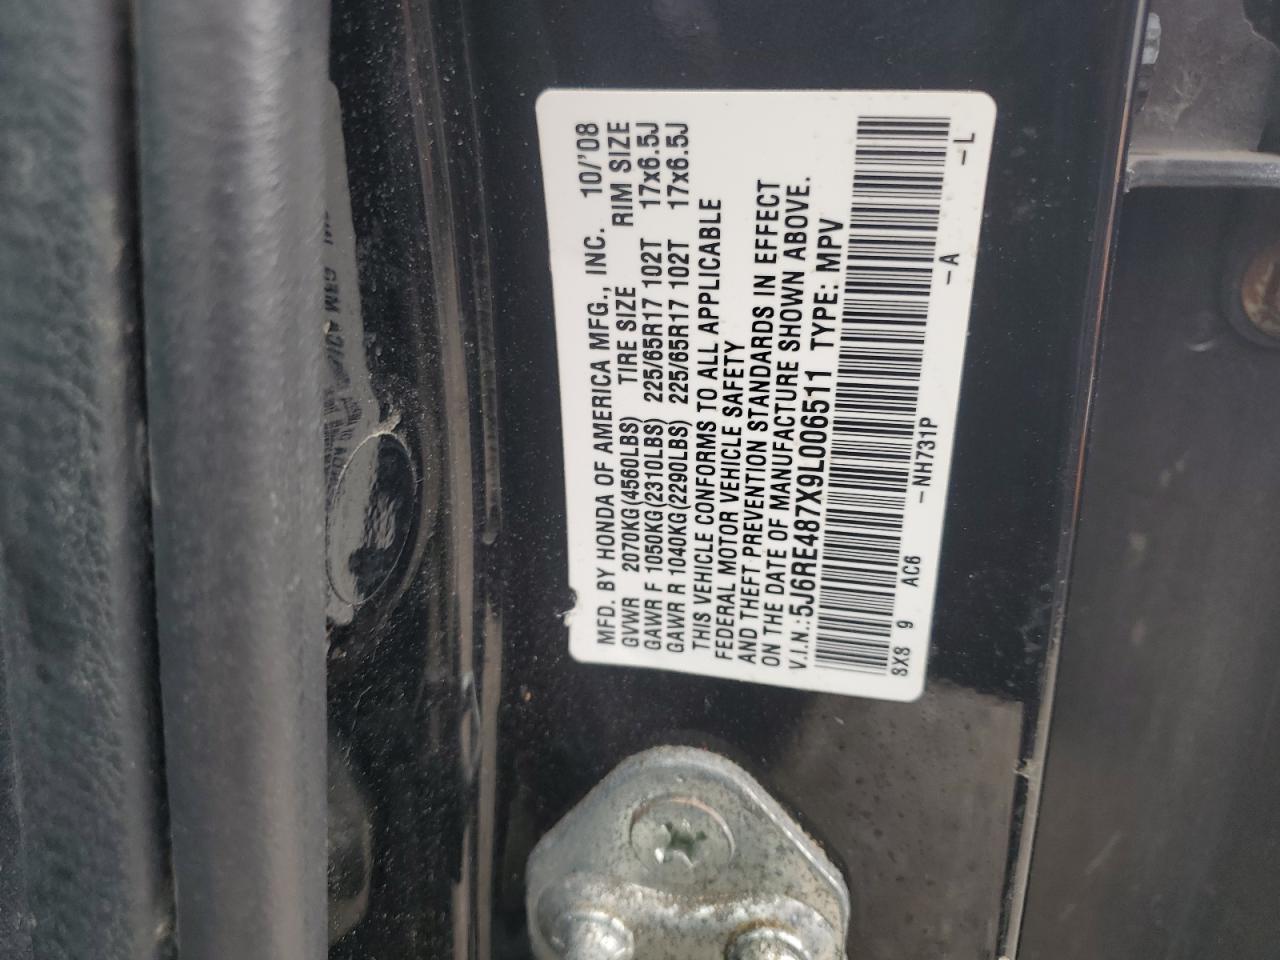 MFD. BY HONDA OF AMERICA MFG., INC. 10/'08
GVWR 2070KG(4560LBS) TIRE SIZE RIM SIZE
GAWR F 1050KG(2310LBS) 225/65R17 102T 17x6.5J
GAWR R 1040KG(2290LBS) 225/65R17 102T 17x6.5J
THIS VEHICLE CONFORMS TO ALL APPLICABLE
FEDERAL MOTOR VEHICLE SAFETY
AND THEFT PREVENTION STANDARDS IN EFFECT
ON THE DATE OF MANUFACTURE SHOWN ABOVE.
V.I.N.:5J6RE487X9L006511 TYPE: MPV
8X8 9 AC6 -NH731P -A -L